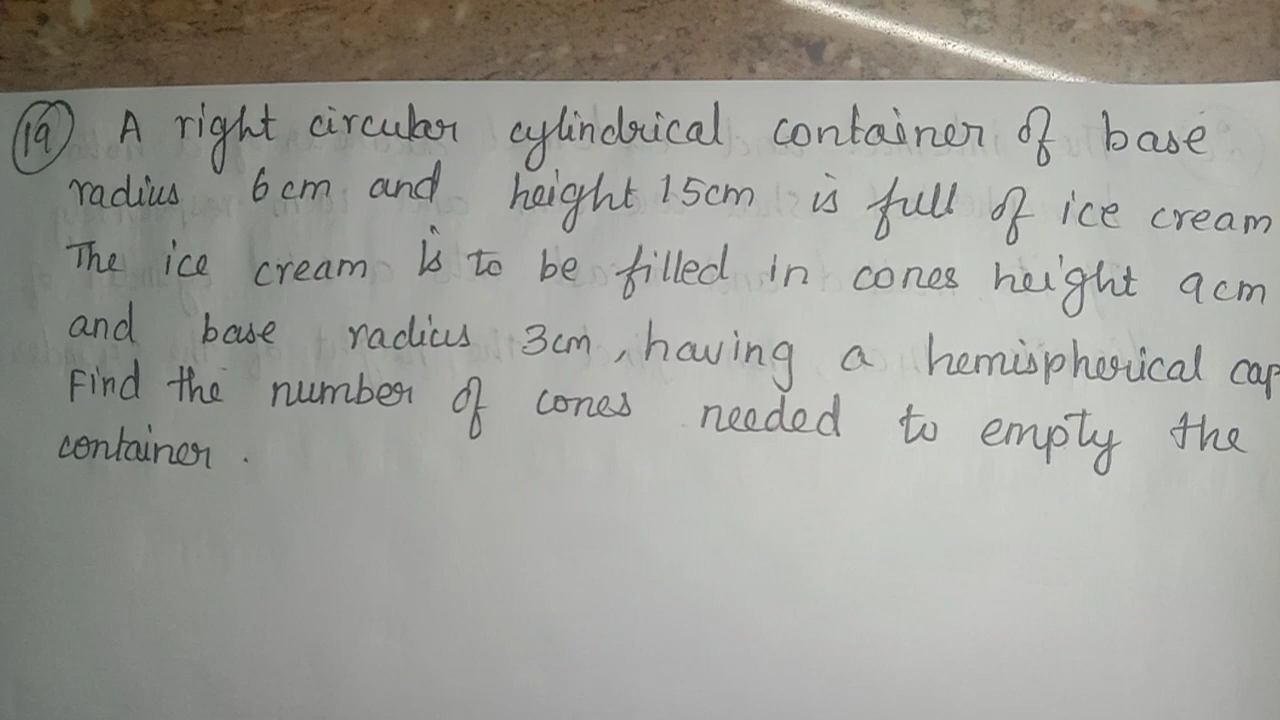 19 A right circular cylindrical container of base
radius 6cm and height 15cm is full of ice cream
The ice cream is to be filled in cones height 9cm
and base radius 3cm, having a hemispherical cap
Find the number of cones needed to empty the
container.